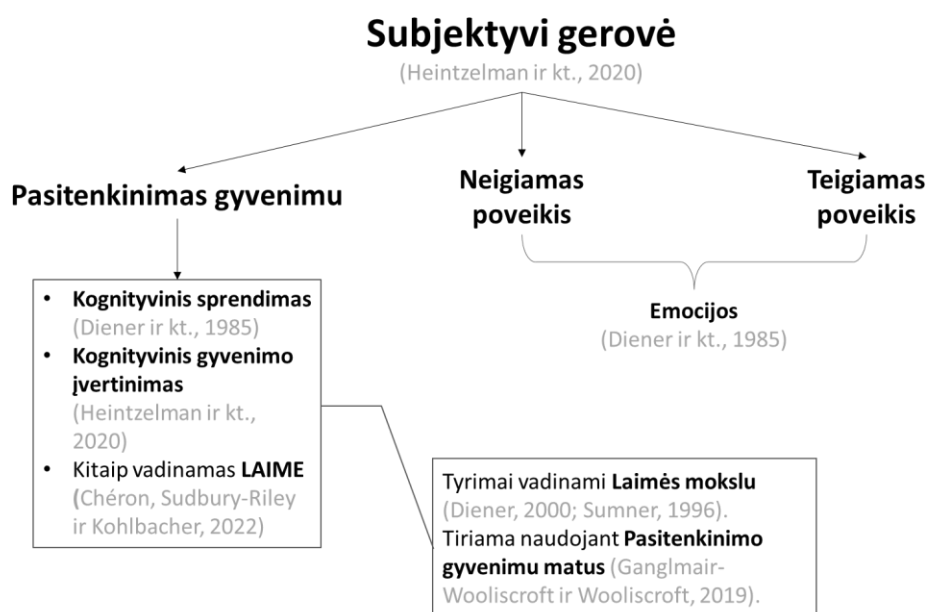 Subjektyvi gerovė
(Heintzelman ir kt., 2020)
Pasitenkinimas gyvenimu
Neigiamas
poveikis
Teigiamas
poveikis
• Kognityvinis sprendimas
(Diener ir kt., 1985)
• Kognityvinis gyvenimo
įvertinimas
(Heintzelman ir kt.,
2020)
• Kitaip vadinamas LAIME
(Chéron, Sudbury-Riley
ir Kohlbacher, 2022)
Emocijos
(Diener ir kt., 1985)
Tyrimai vadinami Laimės mokslu
(Diener, 2000; Sumner, 1996).
Tiriama naudojant Pasitenkinimo
gyvenimu matus (Ganglmair-
Wooliscroft ir Wooliscroft, 2019).